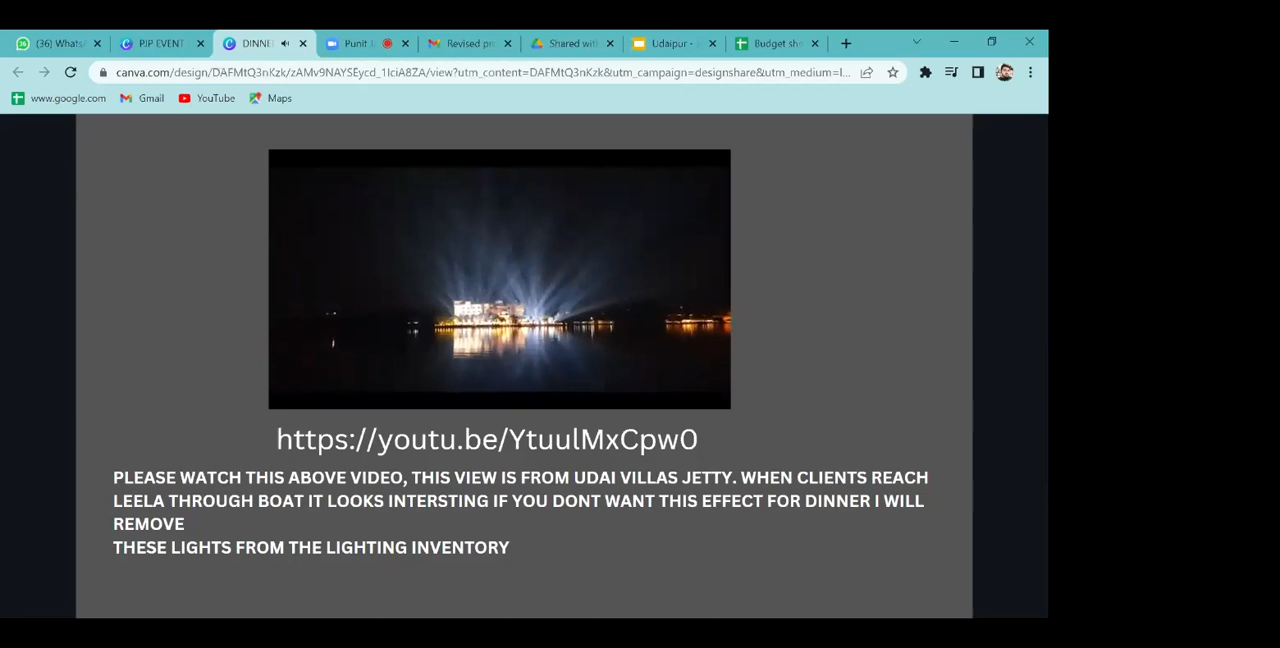 (36) Whats
PJP EVENT
DINNE
Punit
Revised pr
Shared with
Udaipur -
Budget she
canva.com/design/DAFMtQ3nKzk/zAMv9NAYSEycd_1IciA8ZA/view?utm_content=DAFMtQ3nKzk&utm_campaign=designshare&utm_medium=l...
www.google.com
Gmail
YouTube
Maps
https://youtu.be/YtuulMxCpw0
PLEASE WATCH THIS ABOVE VIDEO, THIS VIEW IS FROM UDAI VILLAS JETTY. WHEN CLIENTS REACH
LEELA THROUGH BOAT IT LOOKS INTERSTING IF YOU DONT WANT THIS EFFECT FOR DINNER I WILL
REMOVE
THESE LIGHTS FROM THE LIGHTING INVENTORY